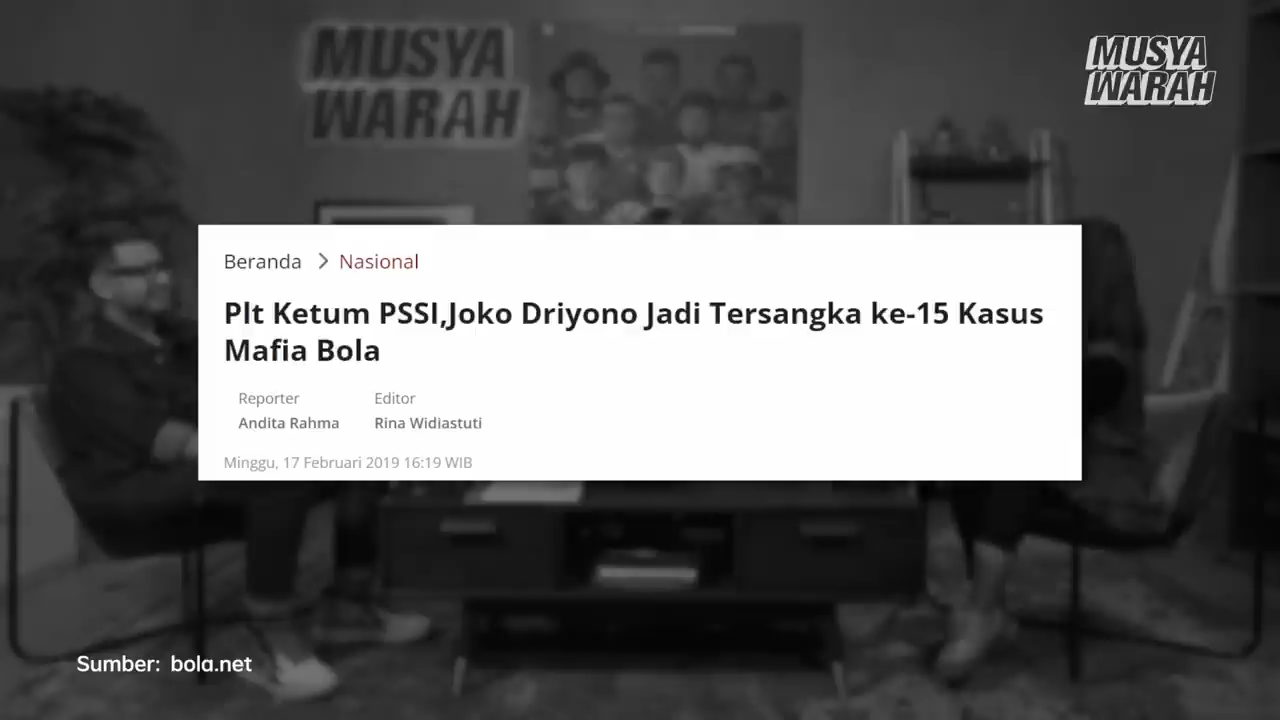 MUSYA
WARAH
MUSYA
WARAH
Beranda > Nasional
Plt Ketum PSSI,Joko Driyono Jadi Tersangka ke-15 Kasus
Mafia Bola
Reporter Editor
Andita Rahma Rina Widiastuti
Minggu, 17 Februari 2019 16:19 WIB
Sumber: bola.net